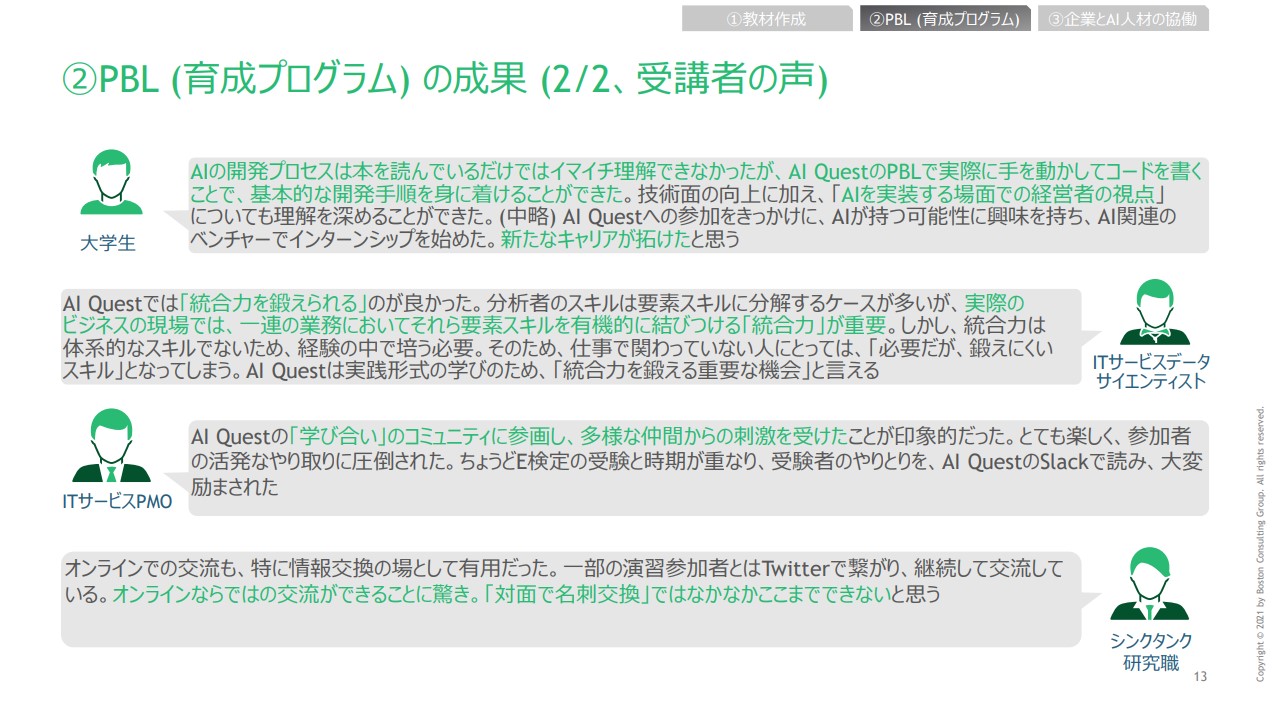 ①教材作成
②PBL (育成プログラム)
③企業とAI人材の協働
②PBL (育成プログラム) の成果 (2/2、受講者の声)
AIの開発プロセスは本を読んでいるだけではイマイチ理解できなかったが、AI QuestのPBLで実際に手を動かしてコードを書く
ことで、基本的な開発手順を身に着けることができた。技術面の向上に加え、「AIを実装する場面での経営者の視点」
についても理解を深めることができた。(中略) AI Questへの参加をきっかけに、AIが持つ可能性に興味を持ち、AI関連の
ベンチャーでインターンシップを始めた。新たなキャリアが拓けたと思う
大学生
AI Questでは「統合力を鍛えられる」のが良かった。分析者のスキルは要素スキルに分解するケースが多いが、実際の
ビジネスの現場では、一連の業務においてそれら要素スキルを有機的に結びつける「統合力」が重要。しかし、統合力は
体系的なスキルでないため、経験の中で培う必要。そのため、仕事で関わっていない人にとっては、「必要だが、鍛えにくい
スキル」となってしまう。AI Questは実践形式の学びのため、「統合力を鍛える重要な機会」と言える
ITサービスデータ
サイエンティスト
AI Questの「学び合い」のコミュニティに参画し、多様な仲間からの刺激を受けたことが印象的だった。とても楽しく、参加者
の活発なやり取りに圧倒された。ちょうどE検定の受験と時期が重なり、受験者のやりとりを、AI QuestのSlackで読み、大変
励まされた
ITサービスPMO
オンラインでの交流も、特に情報交換の場として有用だった。一部の演習参加者とはTwitterで繋がり、継続して交流して
いる。オンラインならではの交流ができることに驚き。「対面で名刺交換」ではなかなかここまでできないと思う
シンクタンク
研究職
13
Copyright © 2021 by Boston Consulting Group. All rights reserved.